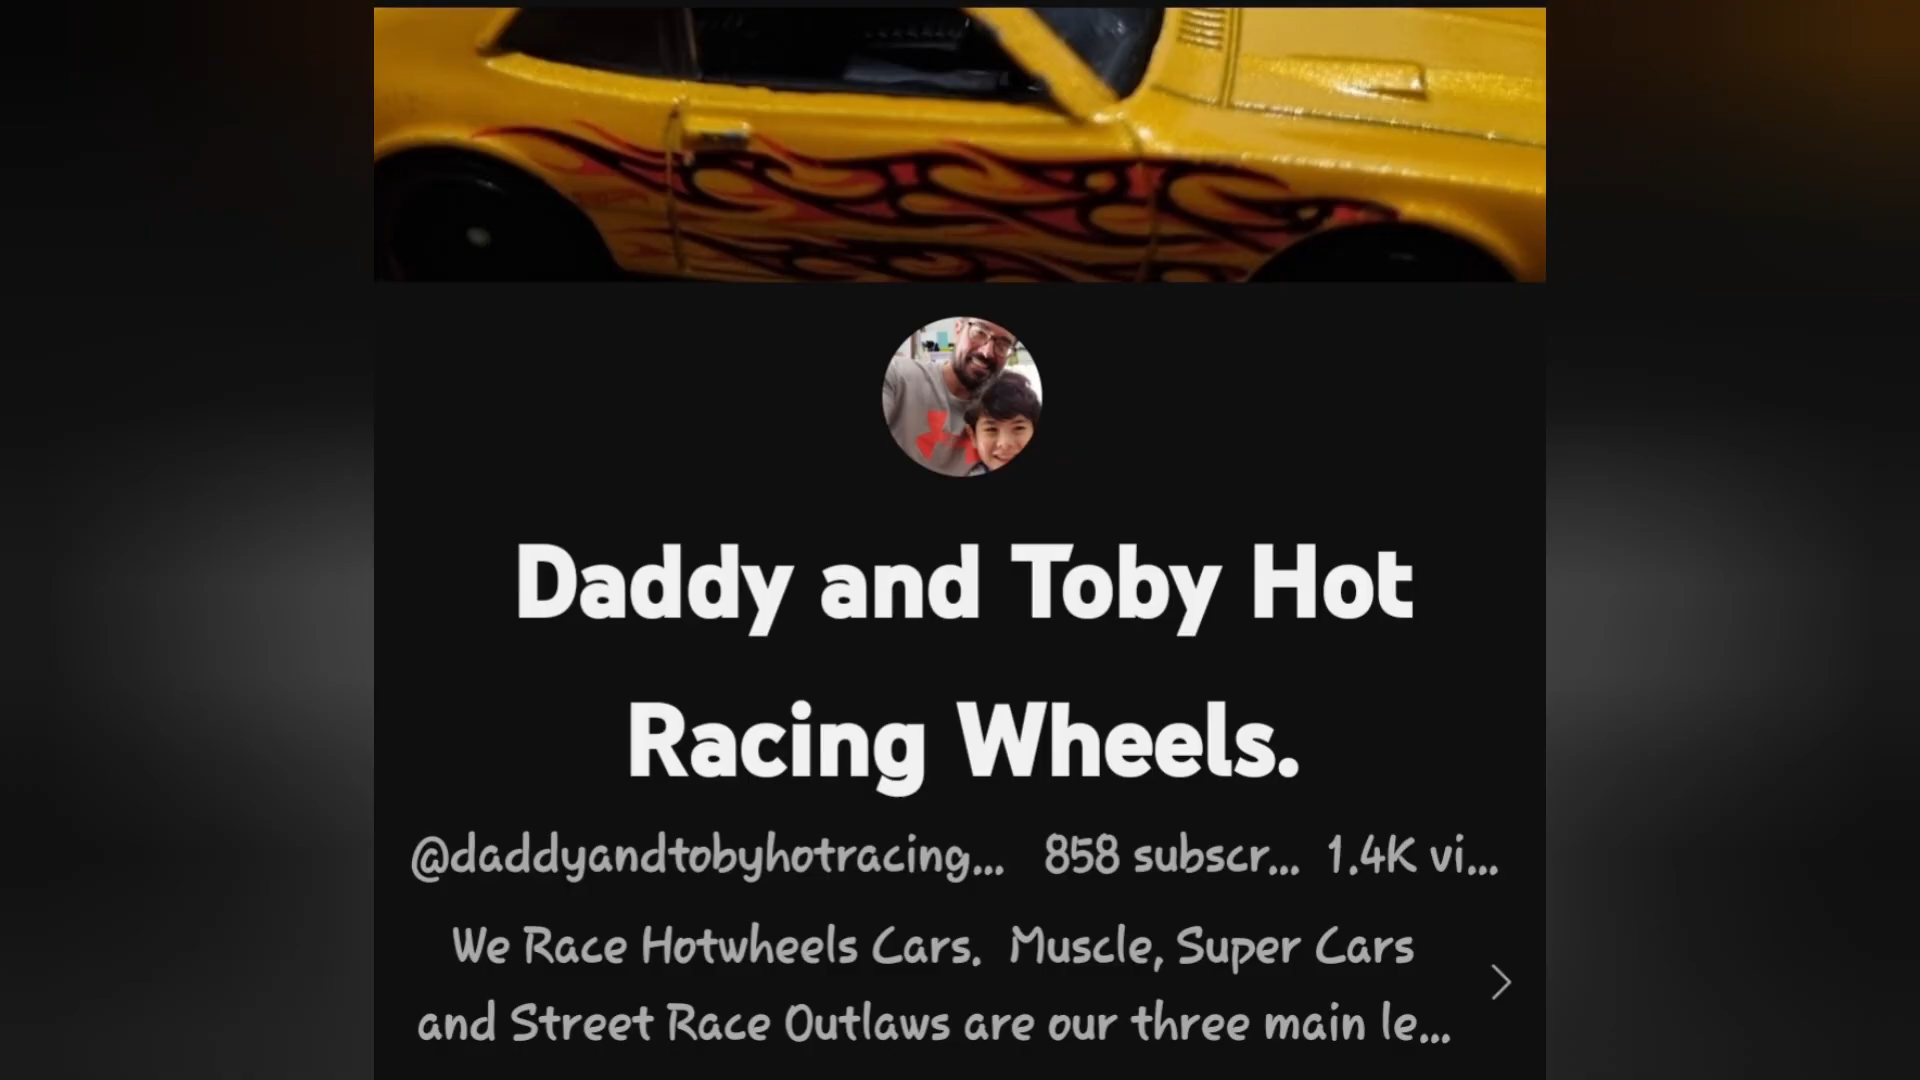 Daddy and Toby Hot
Racing Wheels.
@daddyandtobyhotracing... 858 subscr... 1.4K vi...
We Race Hotwheels Cars. Muscle, Super Cars
and Street Race Outlaws are our three main le...